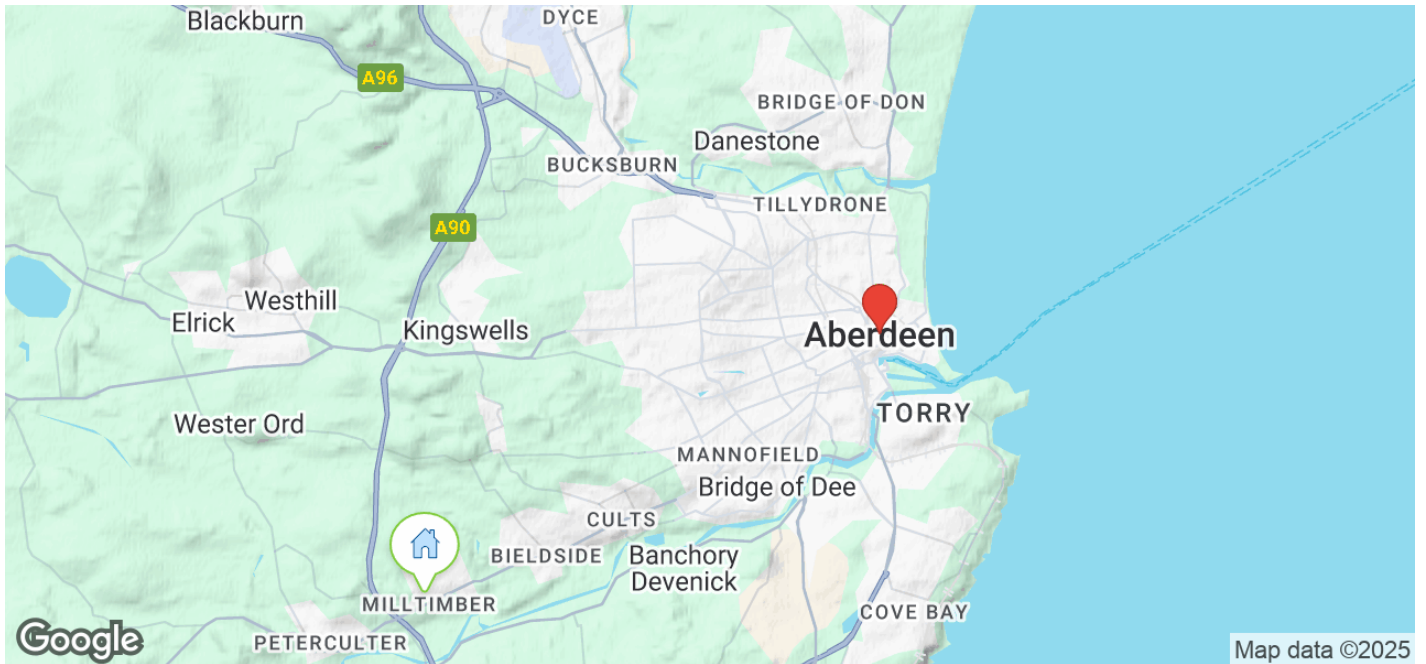 Blackburn
DYCE
A96
BRIDGE OF DON
Danestone
BUCKSBURN
TILLYDRONE
A90
Westhill
Elrick
Kingswells
Aberdeen
Wester Ord
TORRY
MANNOFIELD
Bridge of Dee
CULTS
BIELDSIDE
Banchory
Devenick
MILLTIMBER
COVE BAY
PETERCULTER
Google
Map data ©2025